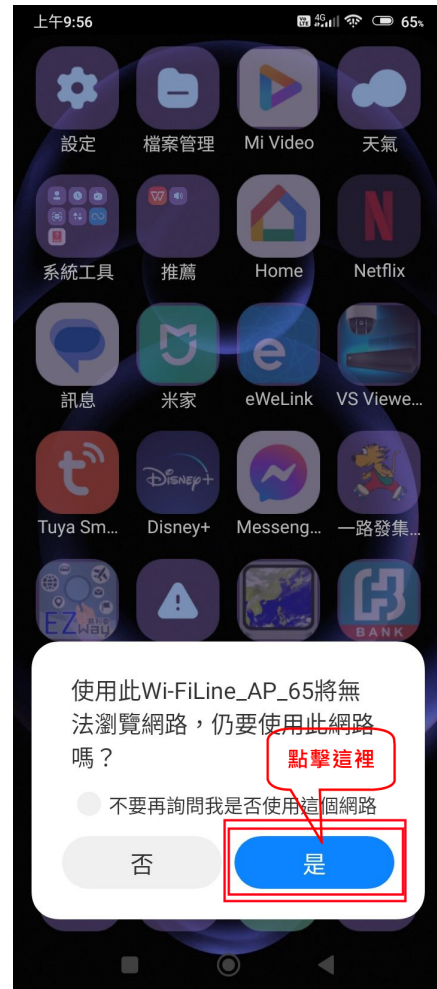 上午9:56
4G
65%
設定
檔案管理
Mi Video
天氣
系統工具
推薦
Home
Netflix
訊息
米家
eWeLink
VS Viewe...
Disney+
Tuya Sm...
Disney+
Messeng...
一路發集...
EZWay
BANK
使用此Wi-FiLine_AP_65將無
法瀏覽網路，仍要使用此網路
嗎？
點擊這裡
不要再詢問我是否使用這個網路
否
是